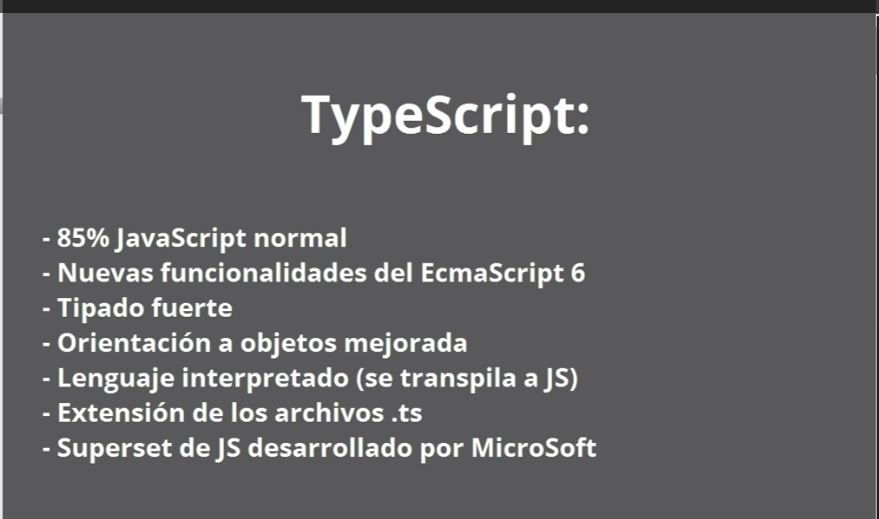 TypeScript:
- 85% JavaScript normal
- Nuevas funcionalidades del EcmaScript 6
- Tipado fuerte
- Orientación a objetos mejorada
- Lenguaje interpretado (se transpila a JS)
- Extensión de los archivos .ts
- Superset de JS desarrollado por MicroSoft